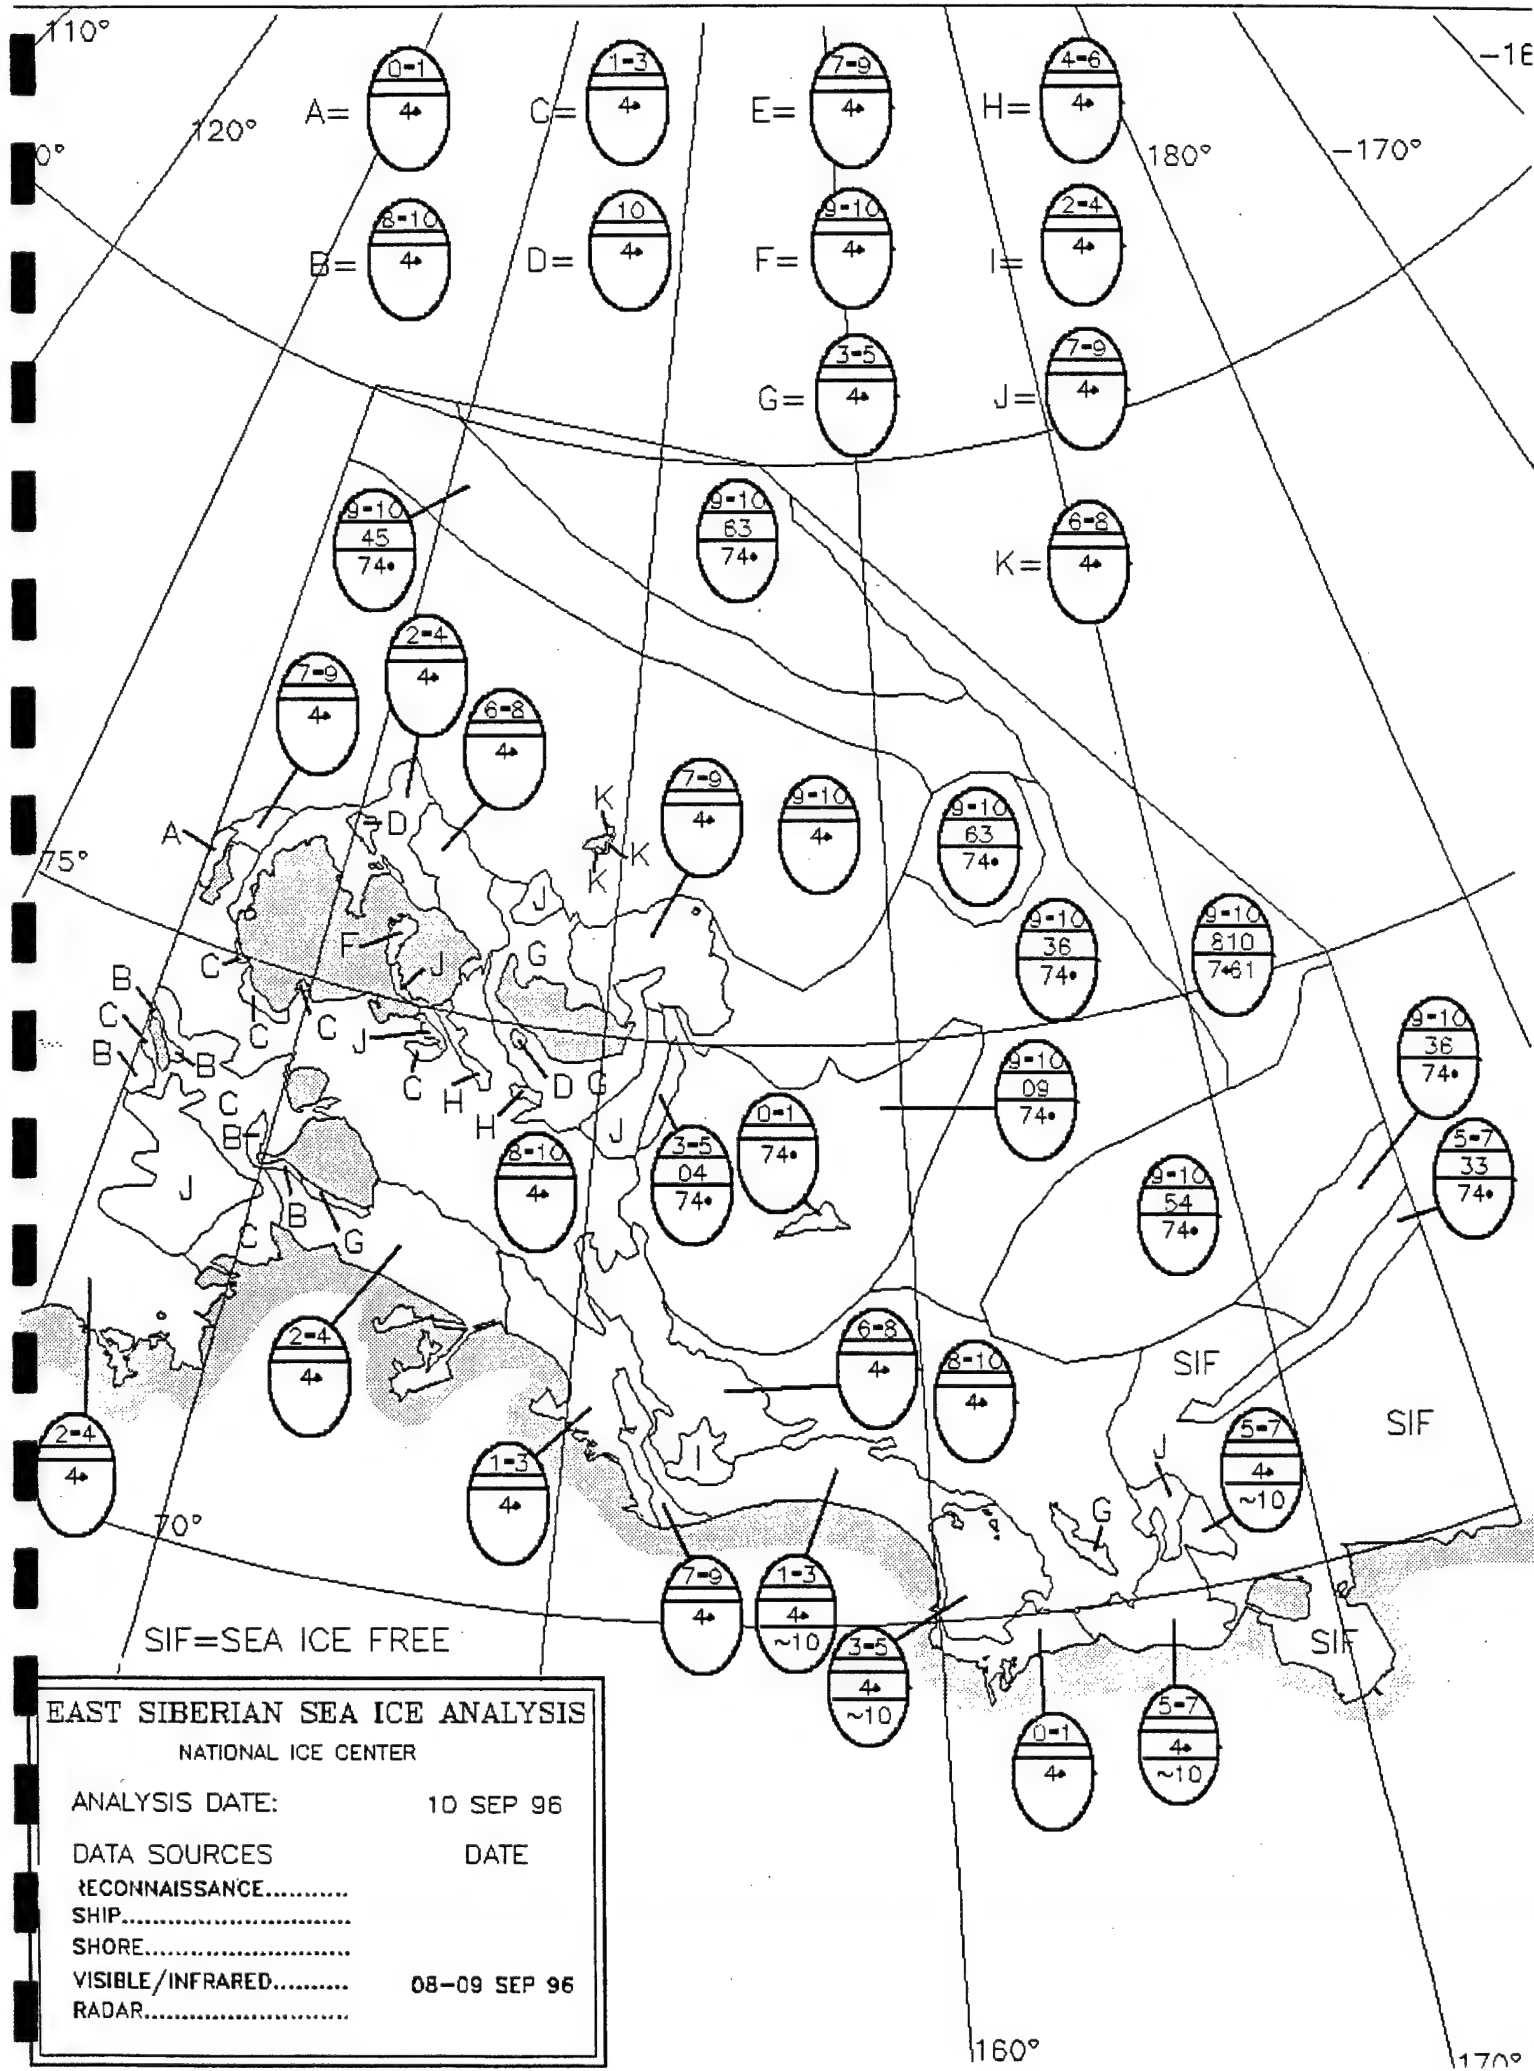 110°
120°
180°
-170°
A=
0-1
4•
C=
1-3
4•
E=
7-9
4•
H=
4-6
4•
B=
8-10
4•
D=
10
4•
F=
9-10
4•
I=
2-4
4•
G=
3-5
4•
J=
7-9
4•
K=
6-8
4•
9-10
45
74•
9-10
63
74•
2-4
4•
7-9
4•
6-8
4•
7-9
4•
9-10
4•
9-10
63
74•
K
K
K
A
D
75°
J
F
J
G
C
B
C
C
C
B
B
J
C
H
D
G
H
J
C
B
J
B
G
C
9-10
36
74•
9-10
810
7•61
9-10
36
74•
9-10
09
74•
0-1
74•
3-5
04
74•
8-10
4•
5-7
33
74•
9-10
54
74•
2-4
4•
6-8
4•
8-10
4•
SIF
SIF
2-4
4•
1-3
4•
I
J
G
5-7
4•
~10
70°
7-9
4•
1-3
4•
~10
3-5
4•
~10
SIF
0-1
4•
5-7
4•
~10
SIF=SEA ICE FREE
EAST SIBERIAN SEA ICE ANALYSIS
NATIONAL ICE CENTER
ANALYSIS DATE: 10 SEP 96
DATA SOURCES DATE
RECONNAISSANCE...........
SHIP............................
SHORE.........................
VISIBLE/INFRARED.......... 08-09 SEP 96
RADAR.........................
160°
170°